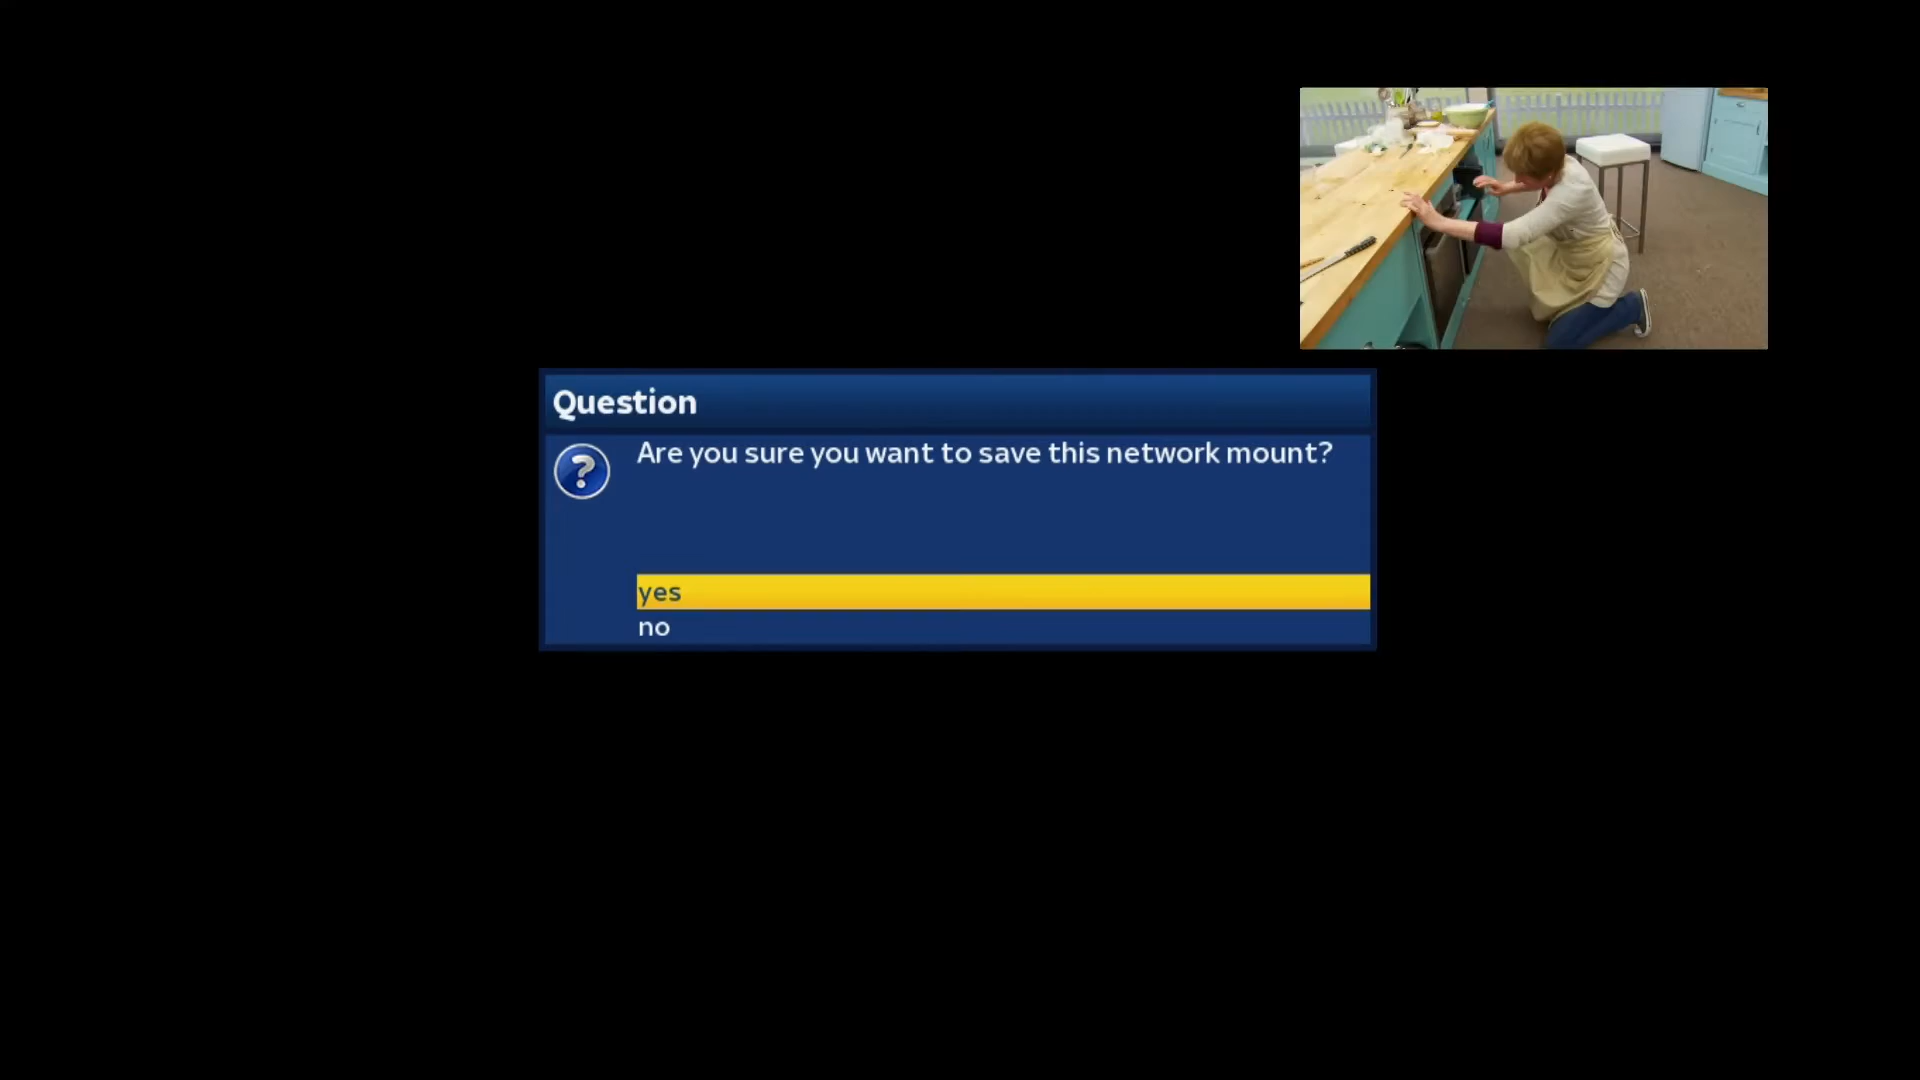 Question
Are you sure you want to save this network mount?
yes
no